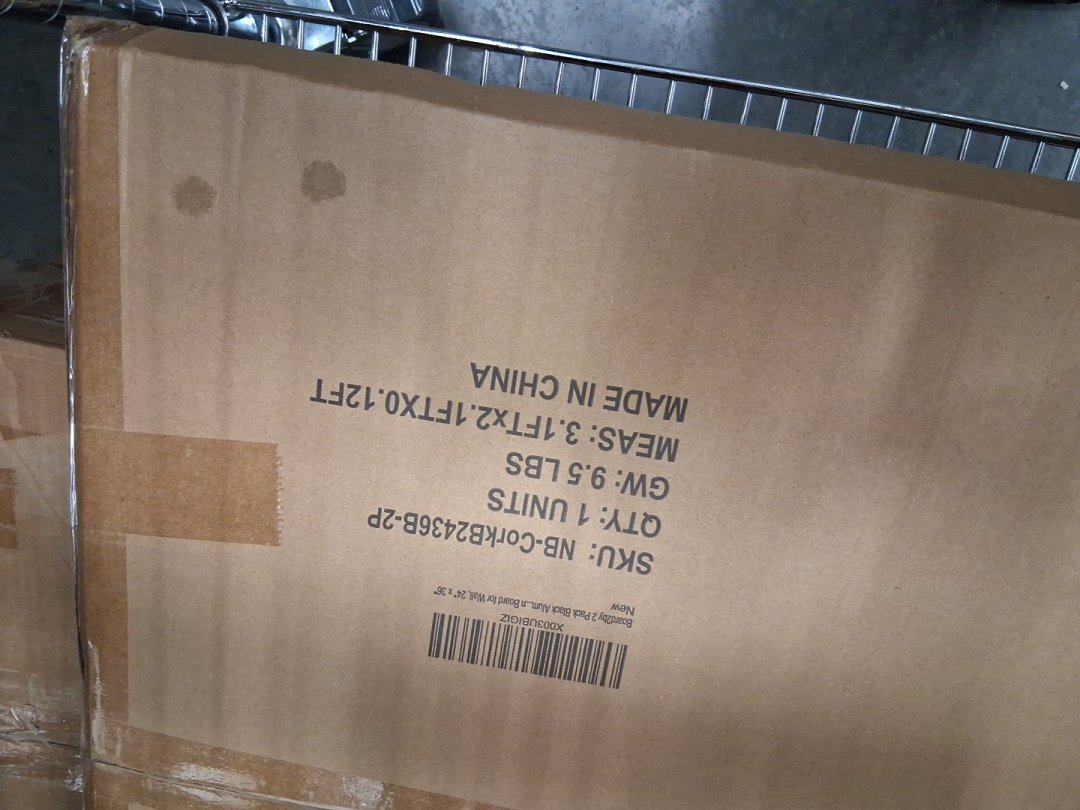 X003UBIGIZ
Board2by 2 Pack Black Alum...n Board for Wall, 24" x 36"
New
SKU: NB-CorkB2436B-2P
QTY: 1 UNITS
GW: 9.5 LBS
MEAS: 3.1FTx2.1FTX0.12FT
MADE IN CHINA